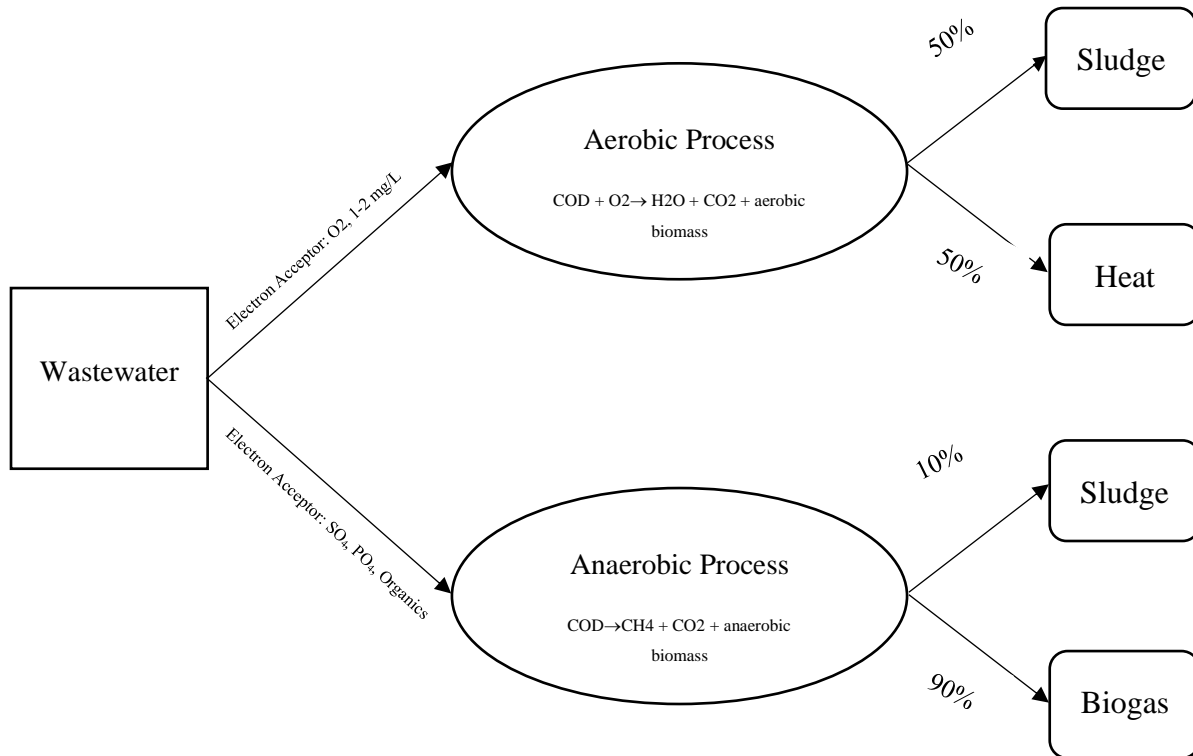 Wastewater
Electron Acceptor: O2, 1-2 mg/L
Aerobic Process
COD + O2→ H2O + CO2 + aerobic
biomass
50%
Sludge
50%
Heat
Electron Acceptor: SO₄, PO₄, Organics
Anaerobic Process
COD→CH4 + CO2 + anaerobic
biomass
10%
Sludge
90%
Biogas